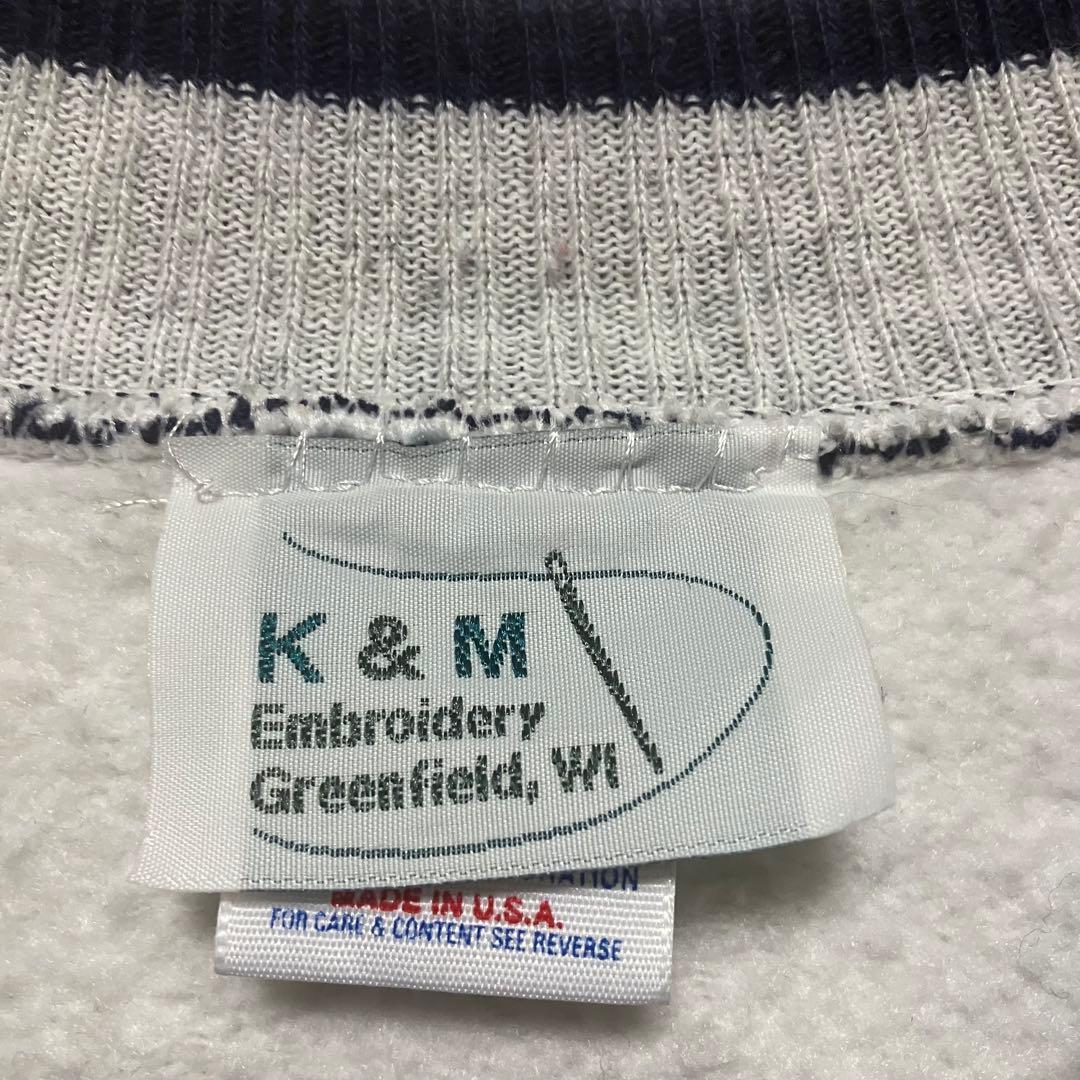 K & M
Embroidery
Greenfield, WI
MADE IN U.S.A.
FOR CARE & CONTENT SEE REVERSE